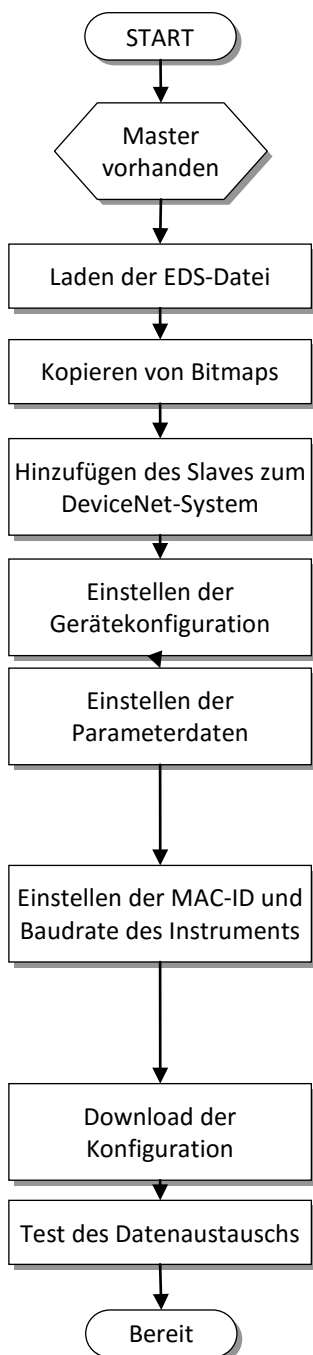 START
Master
vorhanden
Laden der EDS-Datei
Kopieren von Bitmaps
Hinzufügen des Slaves zum
DeviceNet-System
Einstellen der
Gerätekonfiguration
Einstellen der
Parameterdaten
Einstellen der MAC-ID und
Baudrate des Instruments
Download der
Konfiguration
Test des Datenaustauschs
Bereit